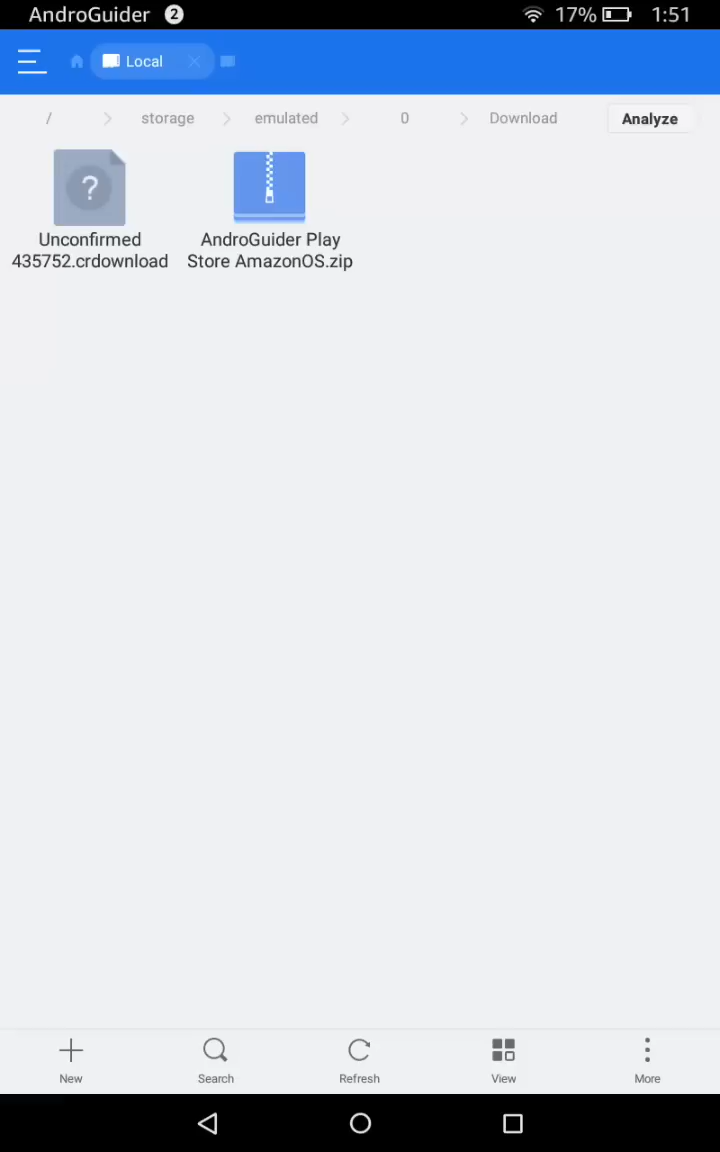 AndroGuider 2 17% 1:51
Local
/ storage emulated 0 Download Analyze
Unconfirmed
435752.crdownload
AndroGuider Play
Store AmazonOS.zip
New Search Refresh View More